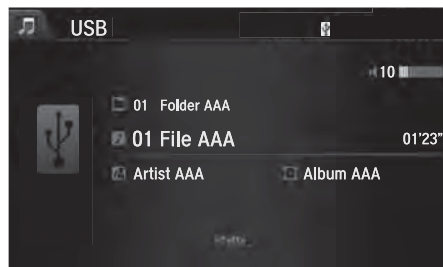 USB
10
01 Folder AAA
01 File AAA 01'23"
Artist AAA Album AAA